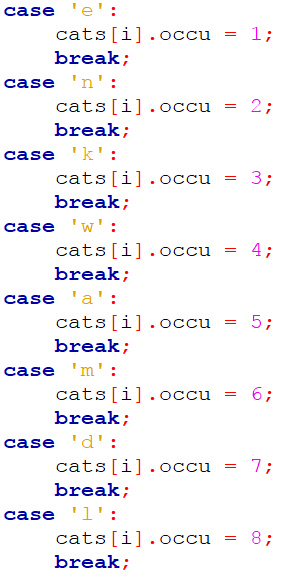 case 'e':
    cats[i].occu = 1;
    break;
case 'n':
    cats[i].occu = 2;
    break;
case 'k':
    cats[i].occu = 3;
    break;
case 'w':
    cats[i].occu = 4;
    break;
case 'a':
    cats[i].occu = 5;
    break;
case 'm':
    cats[i].occu = 6;
    break;
case 'd':
    cats[i].occu = 7;
    break;
case 'l':
    cats[i].occu = 8;
    break;